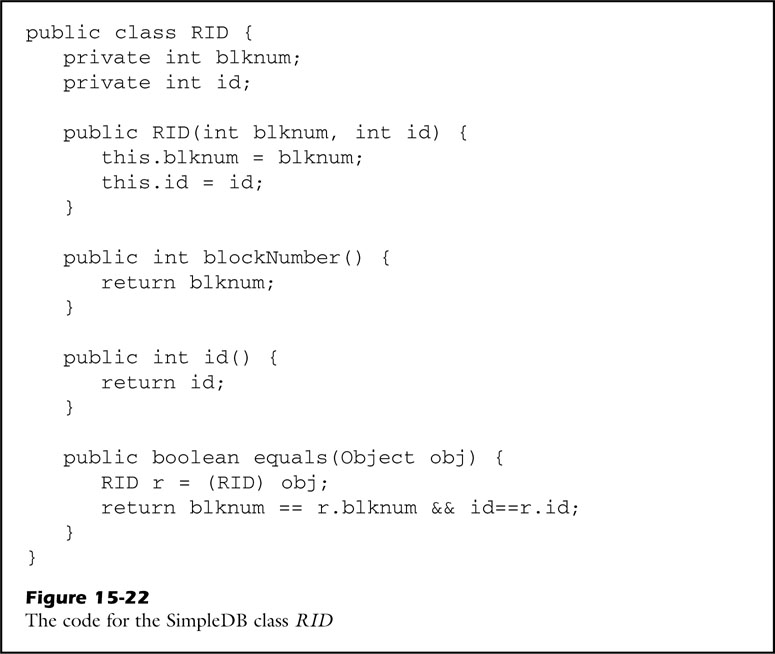 public class RID {
   private int blknum;
   private int id;

   public RID(int blknum, int id) {
      this.blknum = blknum;
      this.id = id;
   }

   public int blockNumber() {
      return blknum;
   }

   public int id() {
      return id;
   }

   public boolean equals(Object obj) {
      RID r = (RID) obj;
      return blknum == r.blknum && id==r.id;
   }
}
Figure 15-22
The code for the SimpleDB class RID